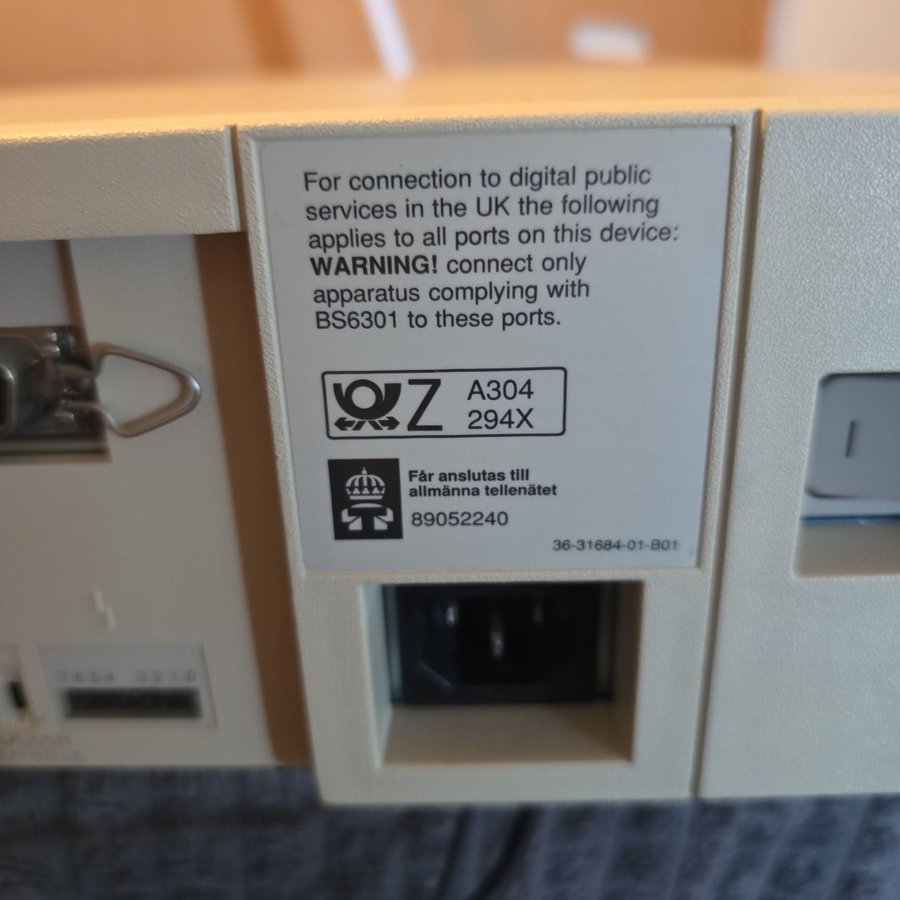 For connection to digital public
services in the UK the following
applies to all ports on this device:
WARNING! connect only
apparatus complying with
BS6301 to these ports.
Z A304
294X
Får anslutas till
allmänna tellenätet
89052240
36-31684-01-B01
7654 3210